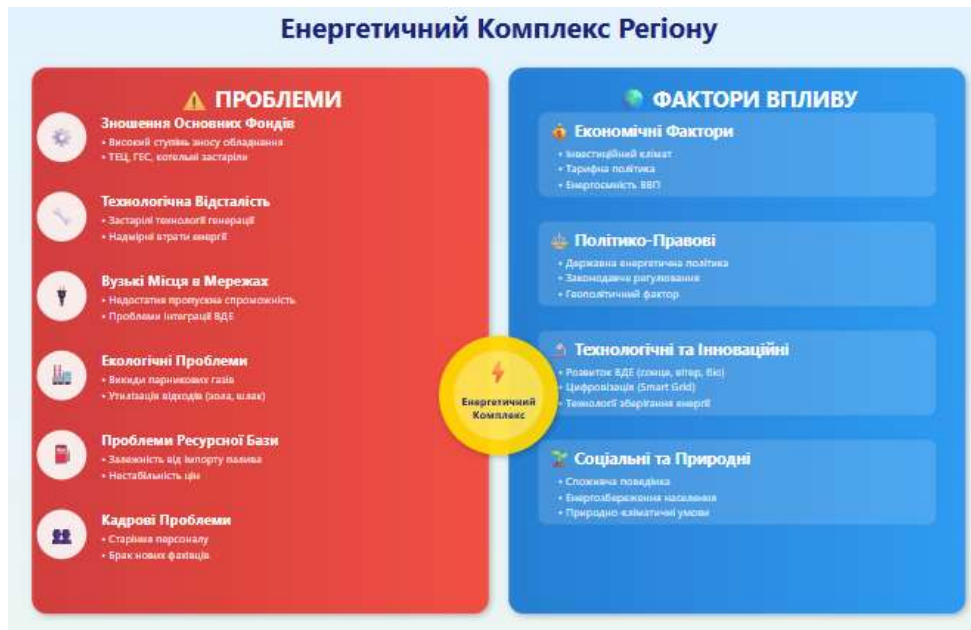 Енергетичний Комплекс Регіону
ПРОБЛЕМИ
Зношення Основних Фондів
• Високий ступінь зносу обладнання
• ТЕЦ, ГЕС, котельні застаріли
Технологічна Відсталість
• Застарілі технології генерації
• Надмірні втрати енергії
Вузькі Місця в Мережах
• Недостатня пропускна спроможність
• Проблеми інтеграції ВДЕ
Екологічні Проблеми
• Викиди парникових газів
• Утилізація відходів (зола, шлак)
Проблеми Ресурсної Бази
• Залежність від імпорту палива
• Нестабільність цін
Кадрові Проблеми
• Старіння персоналу
• Брак нових фахівців
Енергетичний
Комплекс
ФАКТОРИ ВПЛИВУ
Економічні Фактори
• Інвестиційний клімат
• Тарифна політика
• Енергоємність ВВП
Політико-Правові
• Державна енергетична політика
• Законодавче регулювання
• Геополітичний фактор
Технологічні та Інноваційні
• Розвиток ВДЕ (сонце, вітер, біо)
• Цифровізація (Smart Grid)
• Технології зберігання енергії
Соціальні та Природні
• Споживча поведінка
• Енергозбереження населення
• Природно-кліматичні умови